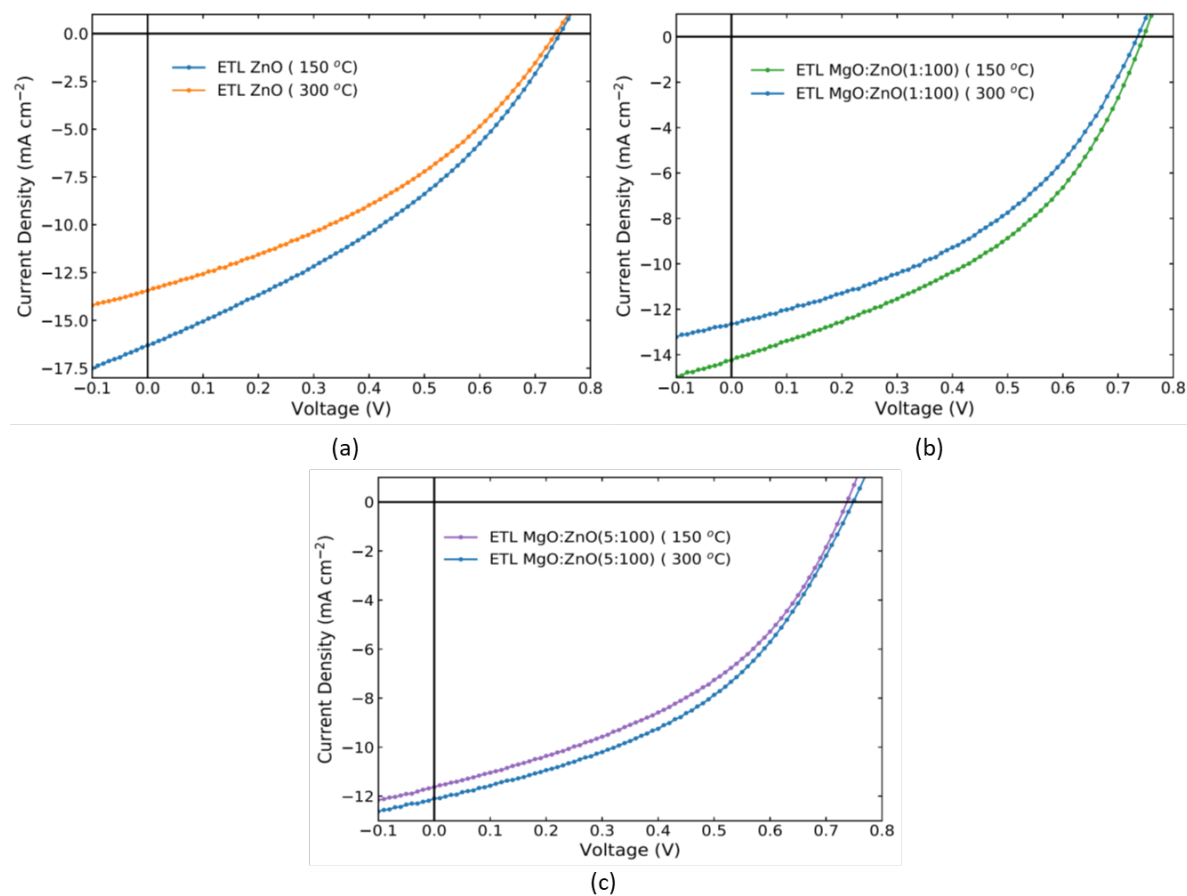 0.0
−2.5
−5.0
−7.5
−10.0
−12.5
−15.0
−17.5
Current Density (mA cm⁻²)
ETL ZnO ( 150 °C)
ETL ZnO ( 300 °C)
−0.1 0.0 0.1 0.2 0.3 0.4 0.5 0.6 0.7 0.8
Voltage (V)
(a)
0
−2
−4
−6
−8
−10
−12
−14
Current Density (mA cm⁻²)
ETL MgO:ZnO(1:100) ( 150 °C)
ETL MgO:ZnO(1:100) ( 300 °C)
−0.1 0.0 0.1 0.2 0.3 0.4 0.5 0.6 0.7 0.8
Voltage (V)
(b)
0
−2
−4
−6
−8
−10
−12
Current Density (mA cm⁻²)
ETL MgO:ZnO(5:100) ( 150 °C)
ETL MgO:ZnO(5:100) ( 300 °C)
−0.1 0.0 0.1 0.2 0.3 0.4 0.5 0.6 0.7 0.8
Voltage (V)
(c)